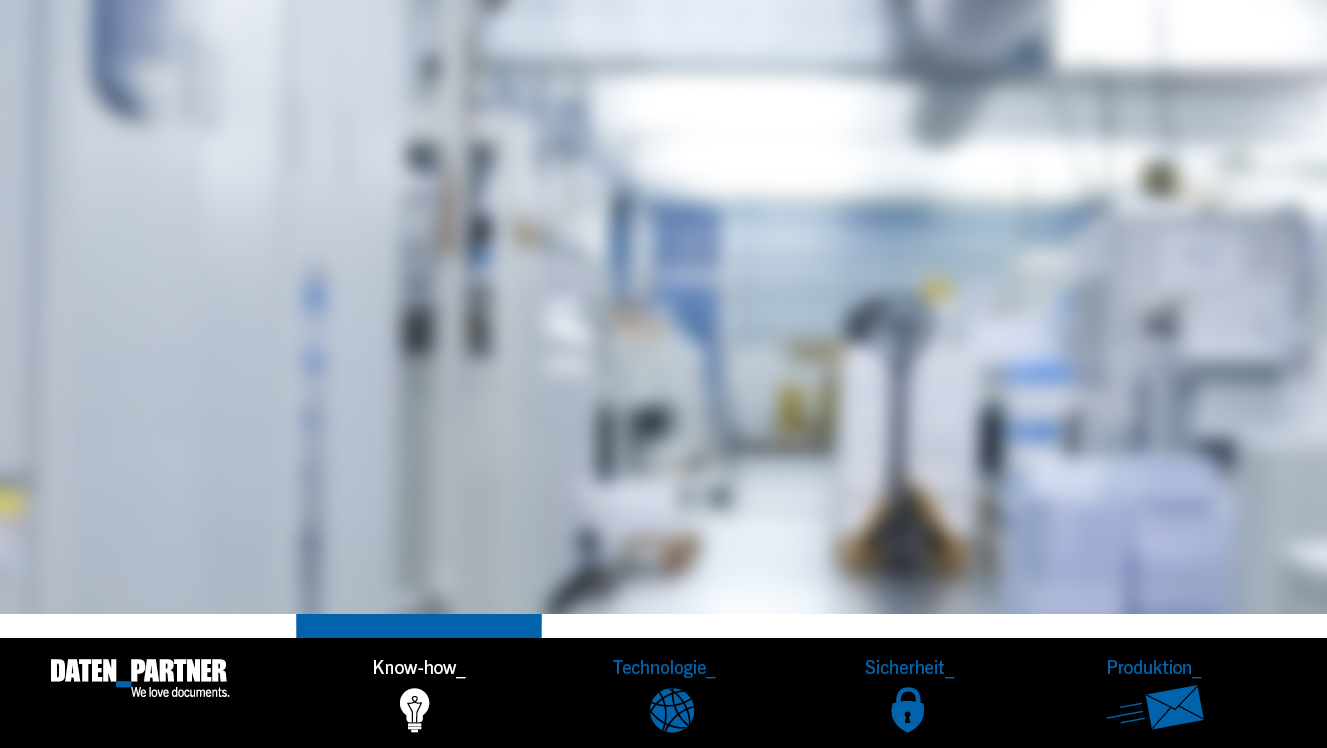 DATEN_PARTNER
We love documents.
Know-how_
Technologie_
Sicherheit_
Produktion_